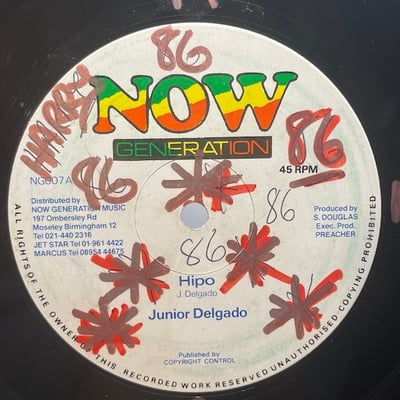 86
HARRY
NOW
GENERATION
86
86
NG007A
45 RPM
Distributed by
NOW GENERATION MUSIC
197 Ombersley Rd
Moseley Birmingham 12
Tel 021-440 2316
JET STAR Tel 01-961 4422
MARCUS Tel 08954 44675
Produced by
S. DOUGLAS
Exec. Prod.
PREACHER
86
86
Hipo
J. Delgado
Junior Delgado
Published by
COPYRIGHT CONTROL
ALL RIGHTS OF THE OWNER OF THIS RECORDED WORK RESERVED UNAUTHORISED COPYING PROHIBITED